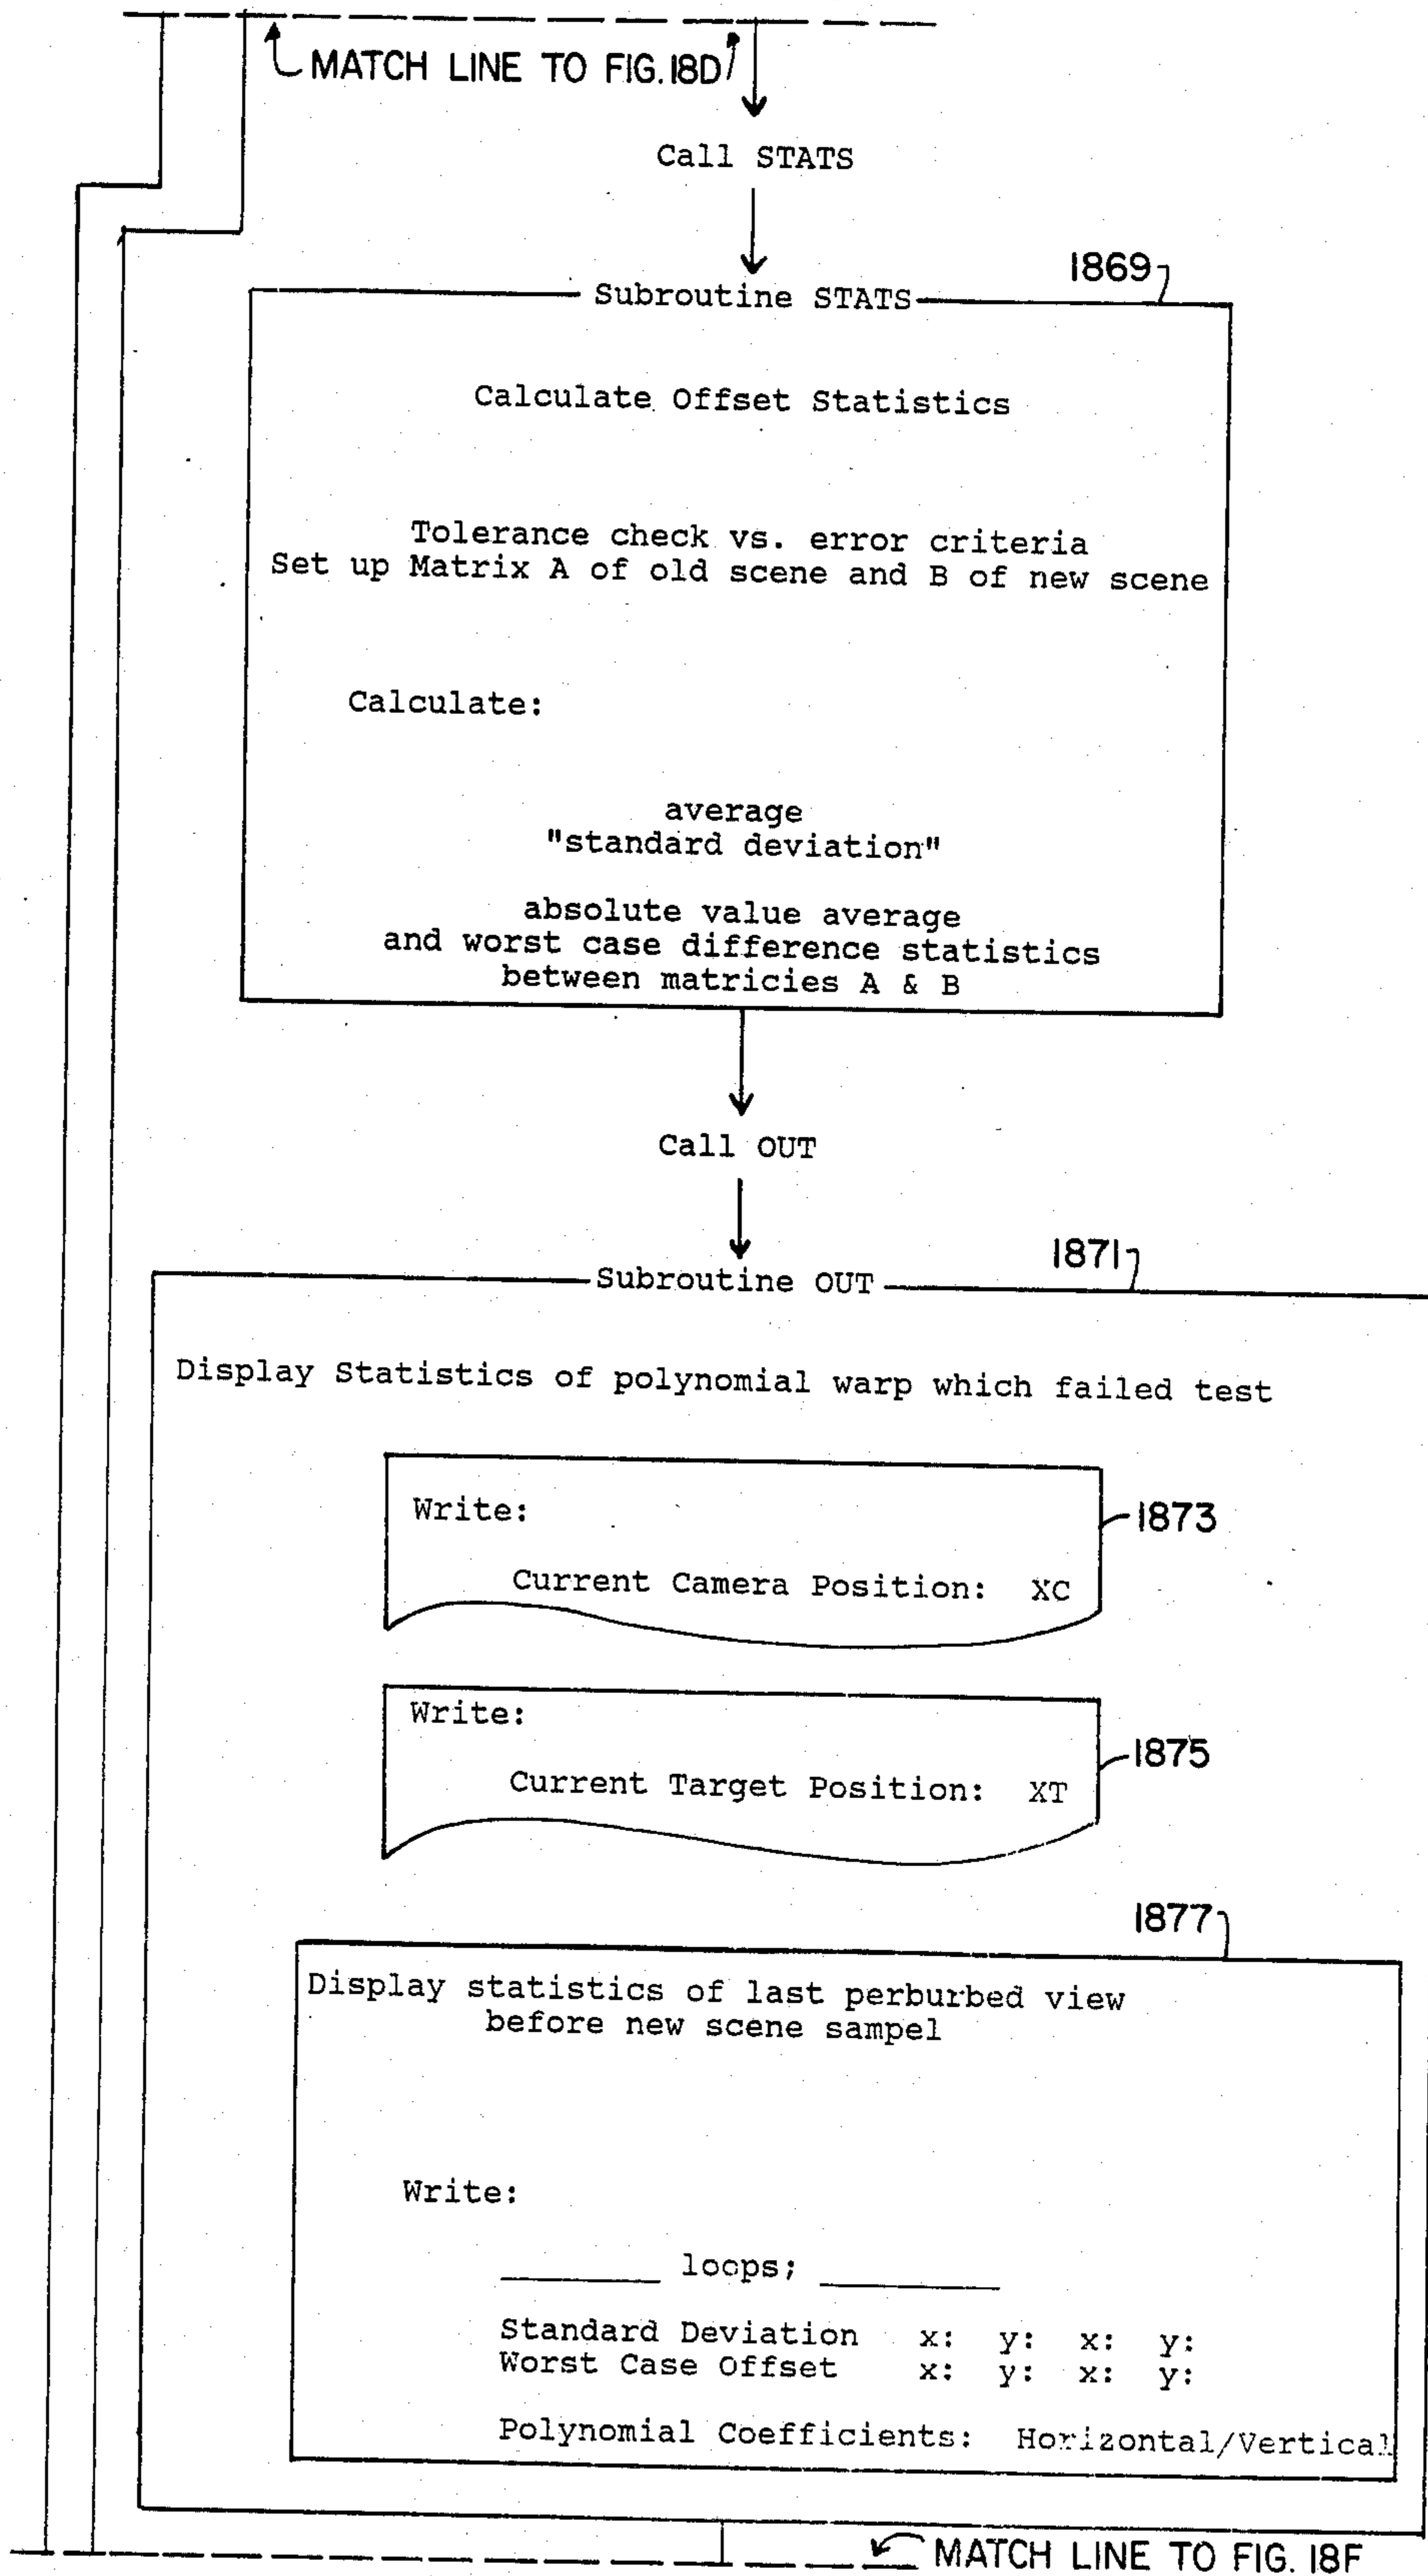 MATCH LINE TO FIG. 18D
Call STATS
1869
Subroutine STATS
Calculate Offset Statistics
Tolerance check vs. error criteria
Set up Matrix A of old scene and B of new scene
Calculate:
average
"standard deviation"
absolute value average
and worst case difference statistics
between matricies A & B
Call OUT
1871
Subroutine OUT
Display Statistics of polynomial warp which failed test
Write:
1873
Current Camera Position: XC
Write:
1875
Current Target Position: XT
1877
Display statistics of last perburbed view
before new scene sampel
Write:
________ loops; _________
Standard Deviation x: y: x: y:
Worst Case Offset x: y: x: y:
Polynomial Coefficients: Horizontal/Vertical
MATCH LINE TO FIG. 18F